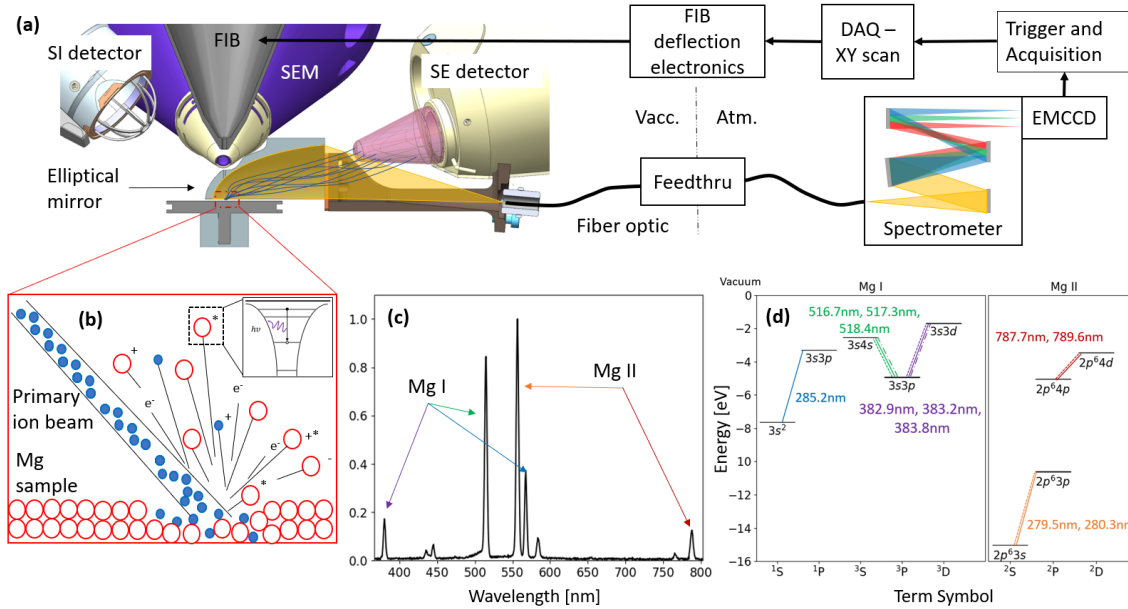 (a)
SI detector
FIB
SEM
SE detector
FIB
deflection
electronics
DAQ –
XY scan
Trigger and
Acquisition
Vacc.
Atm.
EMCCD
Elliptical
mirror
Feedthru
Fiber optic
Spectrometer
(b)
hν
*
+
e-
+
e-
e-
+*
-
*
Primary
ion beam
Mg
sample
(c)
Mg I
Mg II
1.0
0.8
0.6
0.4
0.2
0.0
400 450 500 550 600 650 700 750 800
Wavelength [nm]
(d)
Vacuum
Mg I
Mg II
0
−2
−4
−6
−8
−10
−12
−14
−16
Energy [eV]
516.7nm, 517.3nm,
518.4nm
3s4s
3s3d
3s3p
3s3p
285.2nm
3s²
382.9nm, 383.2nm,
383.8nm
787.7nm, 789.6nm
2p⁶4d
2p⁶4p
2p⁶3p
279.5nm, 280.3nm
2p⁶3s
¹S ¹P ³S ³P ³D
²S ²P ²D
Term Symbol